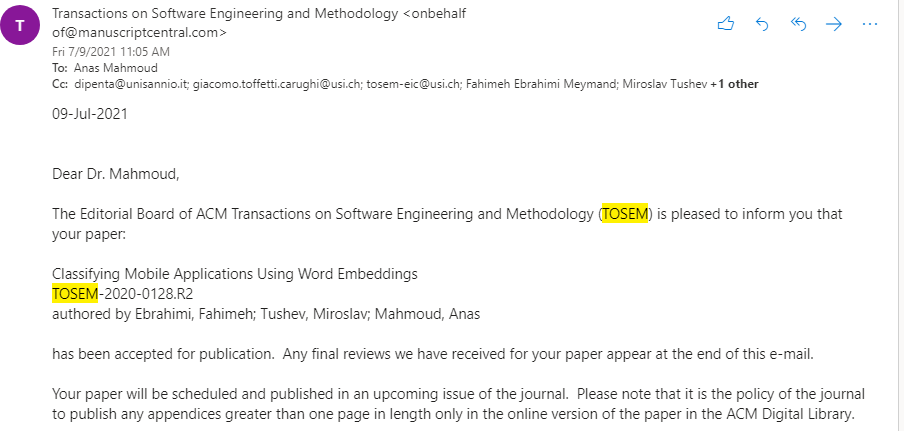 T
Transactions on Software Engineering and Methodology <onbehalf
of@manuscriptcentral.com>
Fri 7/9/2021 11:05 AM
To: Anas Mahmoud
Cc: dipenta@unisannio.it; giacomo.toffetti.carughi@usi.ch; tosem-eic@usi.ch; Fahimeh Ebrahimi Meymand; Miroslav Tushev +1 other
09-Jul-2021
Dear Dr. Mahmoud,
The Editorial Board of ACM Transactions on Software Engineering and Methodology (TOSEM) is pleased to inform you that
your paper:
Classifying Mobile Applications Using Word Embeddings
TOSEM-2020-0128.R2
authored by Ebrahimi, Fahimeh; Tushev, Miroslav; Mahmoud, Anas
has been accepted for publication.  Any final reviews we have received for your paper appear at the end of this e-mail.
Your paper will be scheduled and published in an upcoming issue of the journal.  Please note that it is the policy of the journal
to publish any appendices greater than one page in length only in the online version of the paper in the ACM Digital Library.